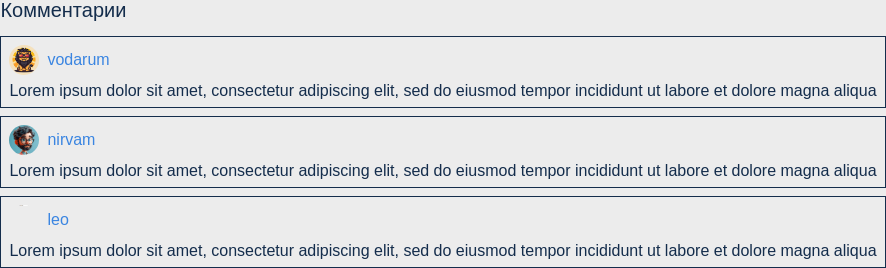 Комментарии
vodarum
Lorem ipsum dolor sit amet, consectetur adipiscing elit, sed do eiusmod tempor incididunt ut labore et dolore magna aliqua
nirvam
Lorem ipsum dolor sit amet, consectetur adipiscing elit, sed do eiusmod tempor incididunt ut labore et dolore magna aliqua
leo
Lorem ipsum dolor sit amet, consectetur adipiscing elit, sed do eiusmod tempor incididunt ut labore et dolore magna aliqua